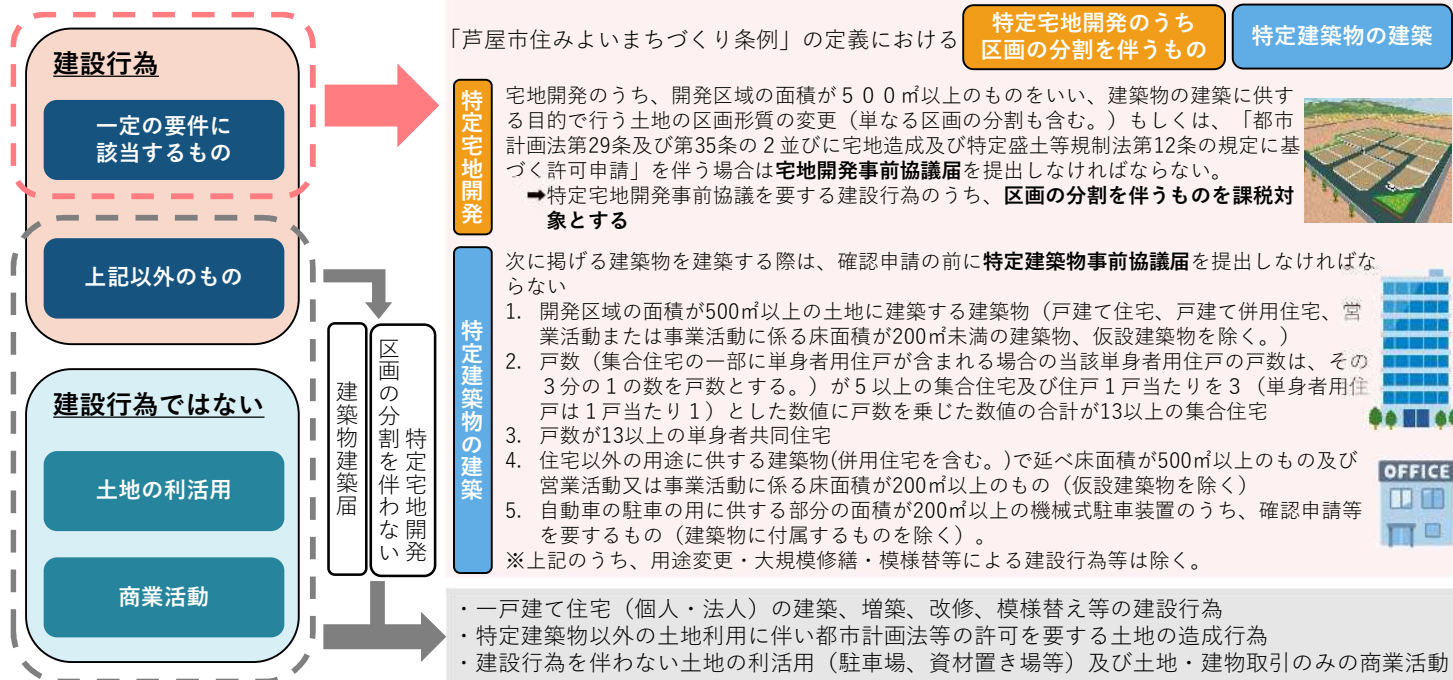 建設行為
一定の要件に
該当するもの
上記以外のもの
建設行為ではない
土地の利活用
商業活動
建築物建築届
区画の分割を伴わない
特定宅地開発
「芦屋市住みよいまちづくり条例」の定義における
特定宅地開発のうち
区画の分割を伴うもの
特定建築物の建築
特定宅地開発
宅地開発のうち、開発区域の面積が５００㎡以上のものをいい、建築物の建築に供す
る目的で行う土地の区画形質の変更（単なる区画の分割も含む。）もしくは、「都市
計画法第29条及び第35条の２並びに宅地造成及び特定盛土等規制法第12条の規定に基
づく許可申請」を伴う場合は宅地開発事前協議届を提出しなければならない。
➡特定宅地開発事前協議を要する建設行為のうち、区画の分割を伴うものを課税対
象とする
特定建築物の建築
次に掲げる建築物を建築する際は、確認申請の前に特定建築物事前協議届を提出しなければな
らない
1. 開発区域の面積が500㎡以上の土地に建築する建築物（戸建て住宅、戸建て併用住宅、営
業活動または事業活動に係る床面積が200㎡未満の建築物、仮設建築物を除く。）
2. 戸数（集合住宅の一部に単身者用住戸が含まれる場合の当該単身者用住戸の戸数は、その
３分の１の数を戸数とする。）が５以上の集合住宅及び住戸１戸当たりを３（単身者用住
戸は１戸当たり１）とした数値に戸数を乗じた数値の合計が13以上の集合住宅
3. 戸数が13以上の単身者共同住宅
4. 住宅以外の用途に供する建築物(併用住宅を含む。)で延べ床面積が500㎡以上のもの及び
営業活動又は事業活動に係る床面積が200㎡以上のもの（仮設建築物を除く）
5. 自動車の駐車の用に供する部分の面積が200㎡以上の機械式駐車装置のうち、確認申請等
を要するもの（建築物に付属するものを除く）。
※上記のうち、用途変更・大規模修繕・模様替等による建設行為等は除く。
OFFICE
・一戸建て住宅（個人・法人）の建築、増築、改修、模様替え等の建設行為
・特定建築物以外の土地利用に伴い都市計画法等の許可を要する土地の造成行為
・建設行為を伴わない土地の利活用（駐車場、資材置き場等）及び土地・建物取引のみの商業活動